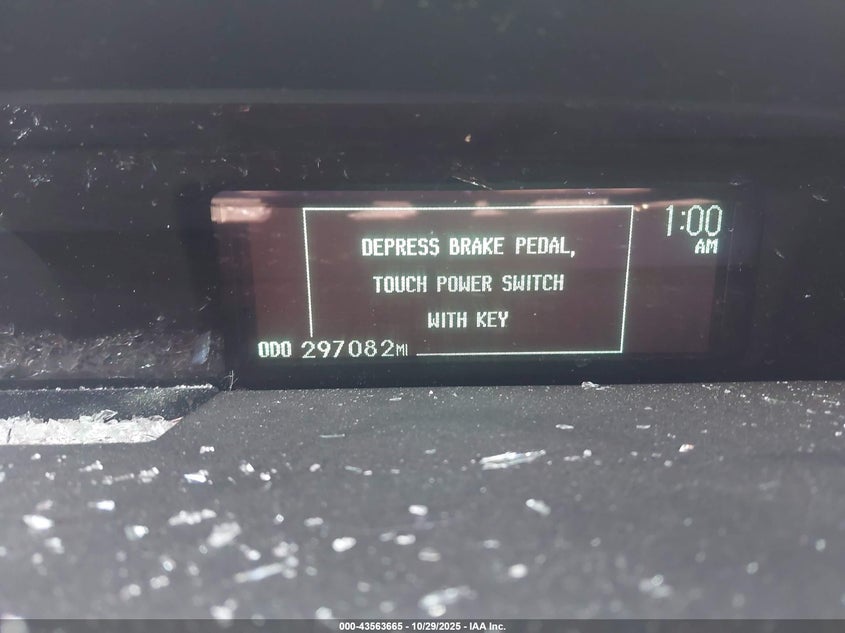 1:00
AM
DEPRESS BRAKE PEDAL,
TOUCH POWER SWITCH
WITH KEY
ODO 297082MI
000-43563665 - 10/29/2025 - IAA Inc.